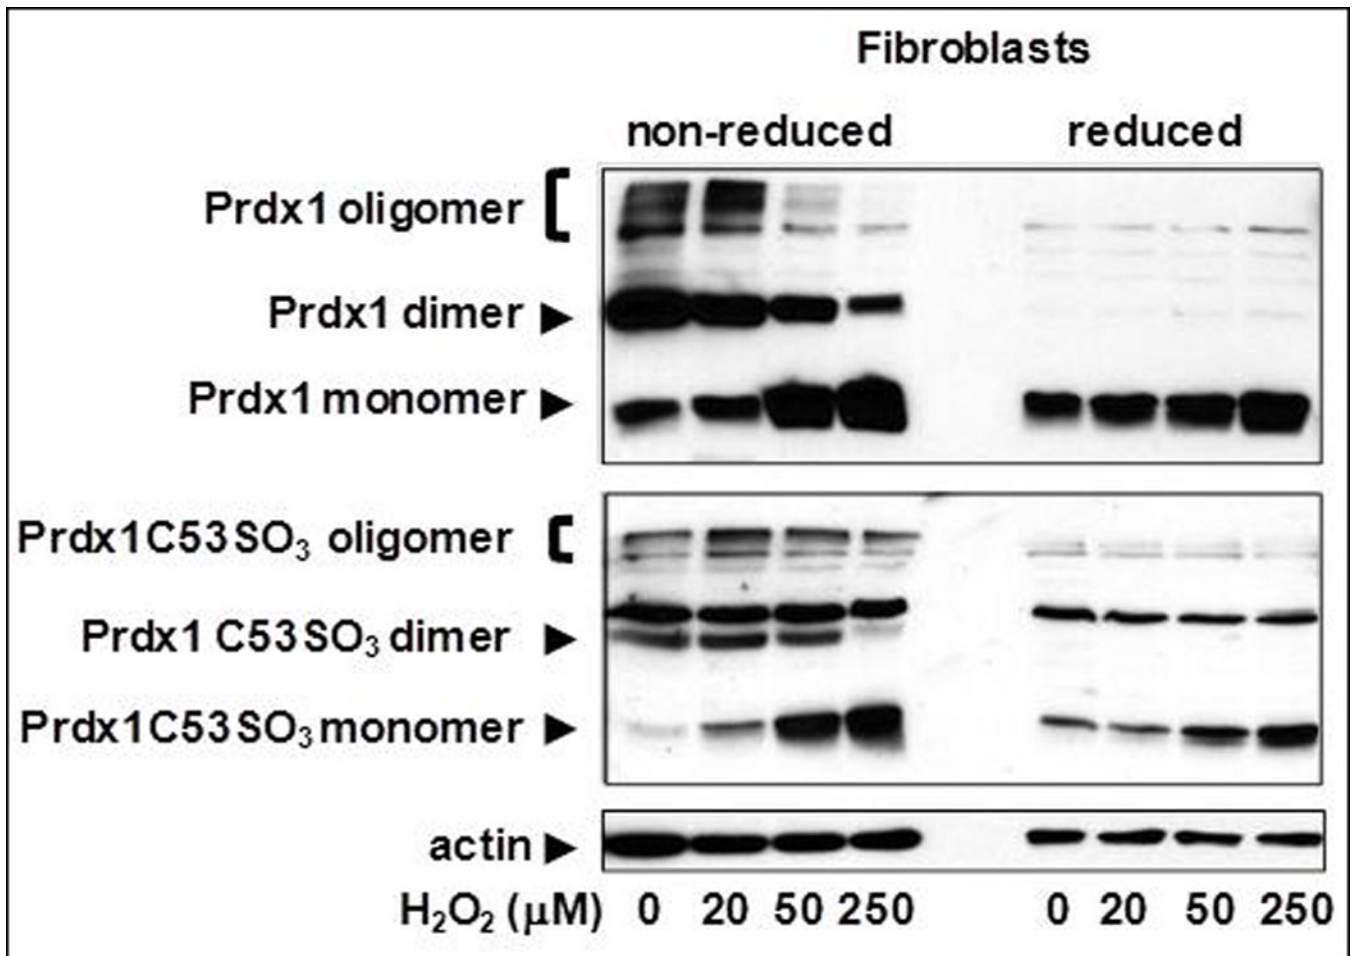 Fibroblasts
non-reduced reduced
Prdx1 oligomer
Prdx1 dimer
Prdx1 monomer
Prdx1C53SO₃ oligomer
Prdx1 C53SO₃ dimer
Prdx1C53SO₃ monomer
actin
H₂O₂ (µM) 0 20 50 250 0 20 50 250